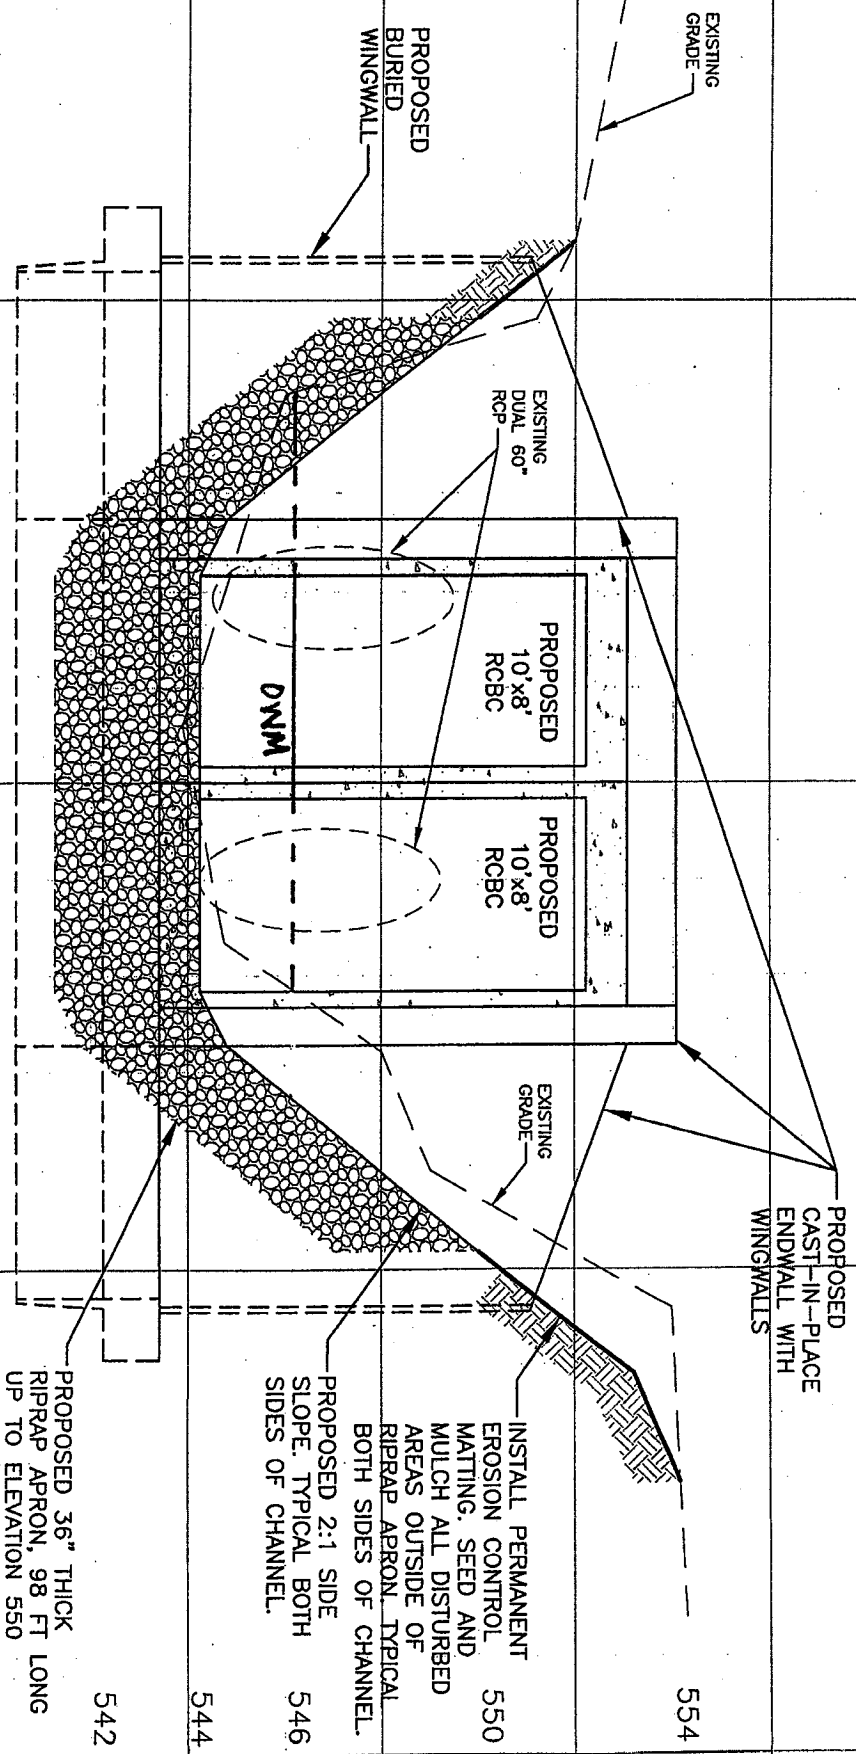 EXISTING
GRADE
PROPOSED
BURIED
WINGWALL
EXISTING
DUAL 60"
RCP
PROPOSED
10'x8'
RCBC
PROPOSED
10'x8'
RCBC
OWM
EXISTING
GRADE
PROPOSED
CAST-IN-PLACE
ENDWALL WITH
WINGWALLS
INSTALL PERMANENT
EROSION CONTROL
MATTING. SEED AND
MULCH ALL DISTURBED
AREAS OUTSIDE OF
RIPRAP APRON. TYPICAL
BOTH SIDES OF CHANNEL.
PROPOSED 2:1 SIDE
SLOPE. TYPICAL BOTH
SIDES OF CHANNEL.
PROPOSED 36" THICK
RIPRAP APRON, 98 FT LONG
UP TO ELEVATION 550
554
550
546
544
542